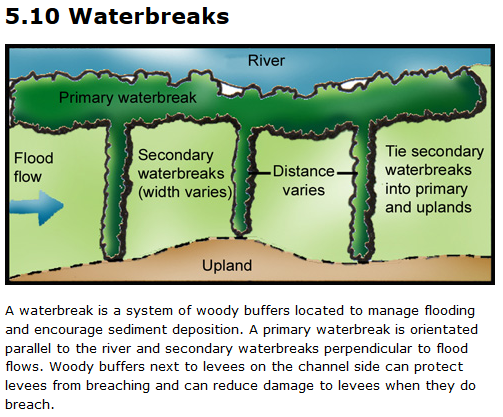 5.10 Waterbreaks
River
Primary waterbreak
Flood
flow
Secondary
waterbreaks
(width varies)
Distance
varies
Tie secondary
waterbreaks
into primary
and uplands
Upland
A waterbreak is a system of woody buffers located to manage flooding
and encourage sediment deposition. A primary waterbreak is orientated
parallel to the river and secondary waterbreaks perpendicular to flood
flows. Woody buffers next to levees on the channel side can protect
levees from breaching and can reduce damage to levees when they do
breach.